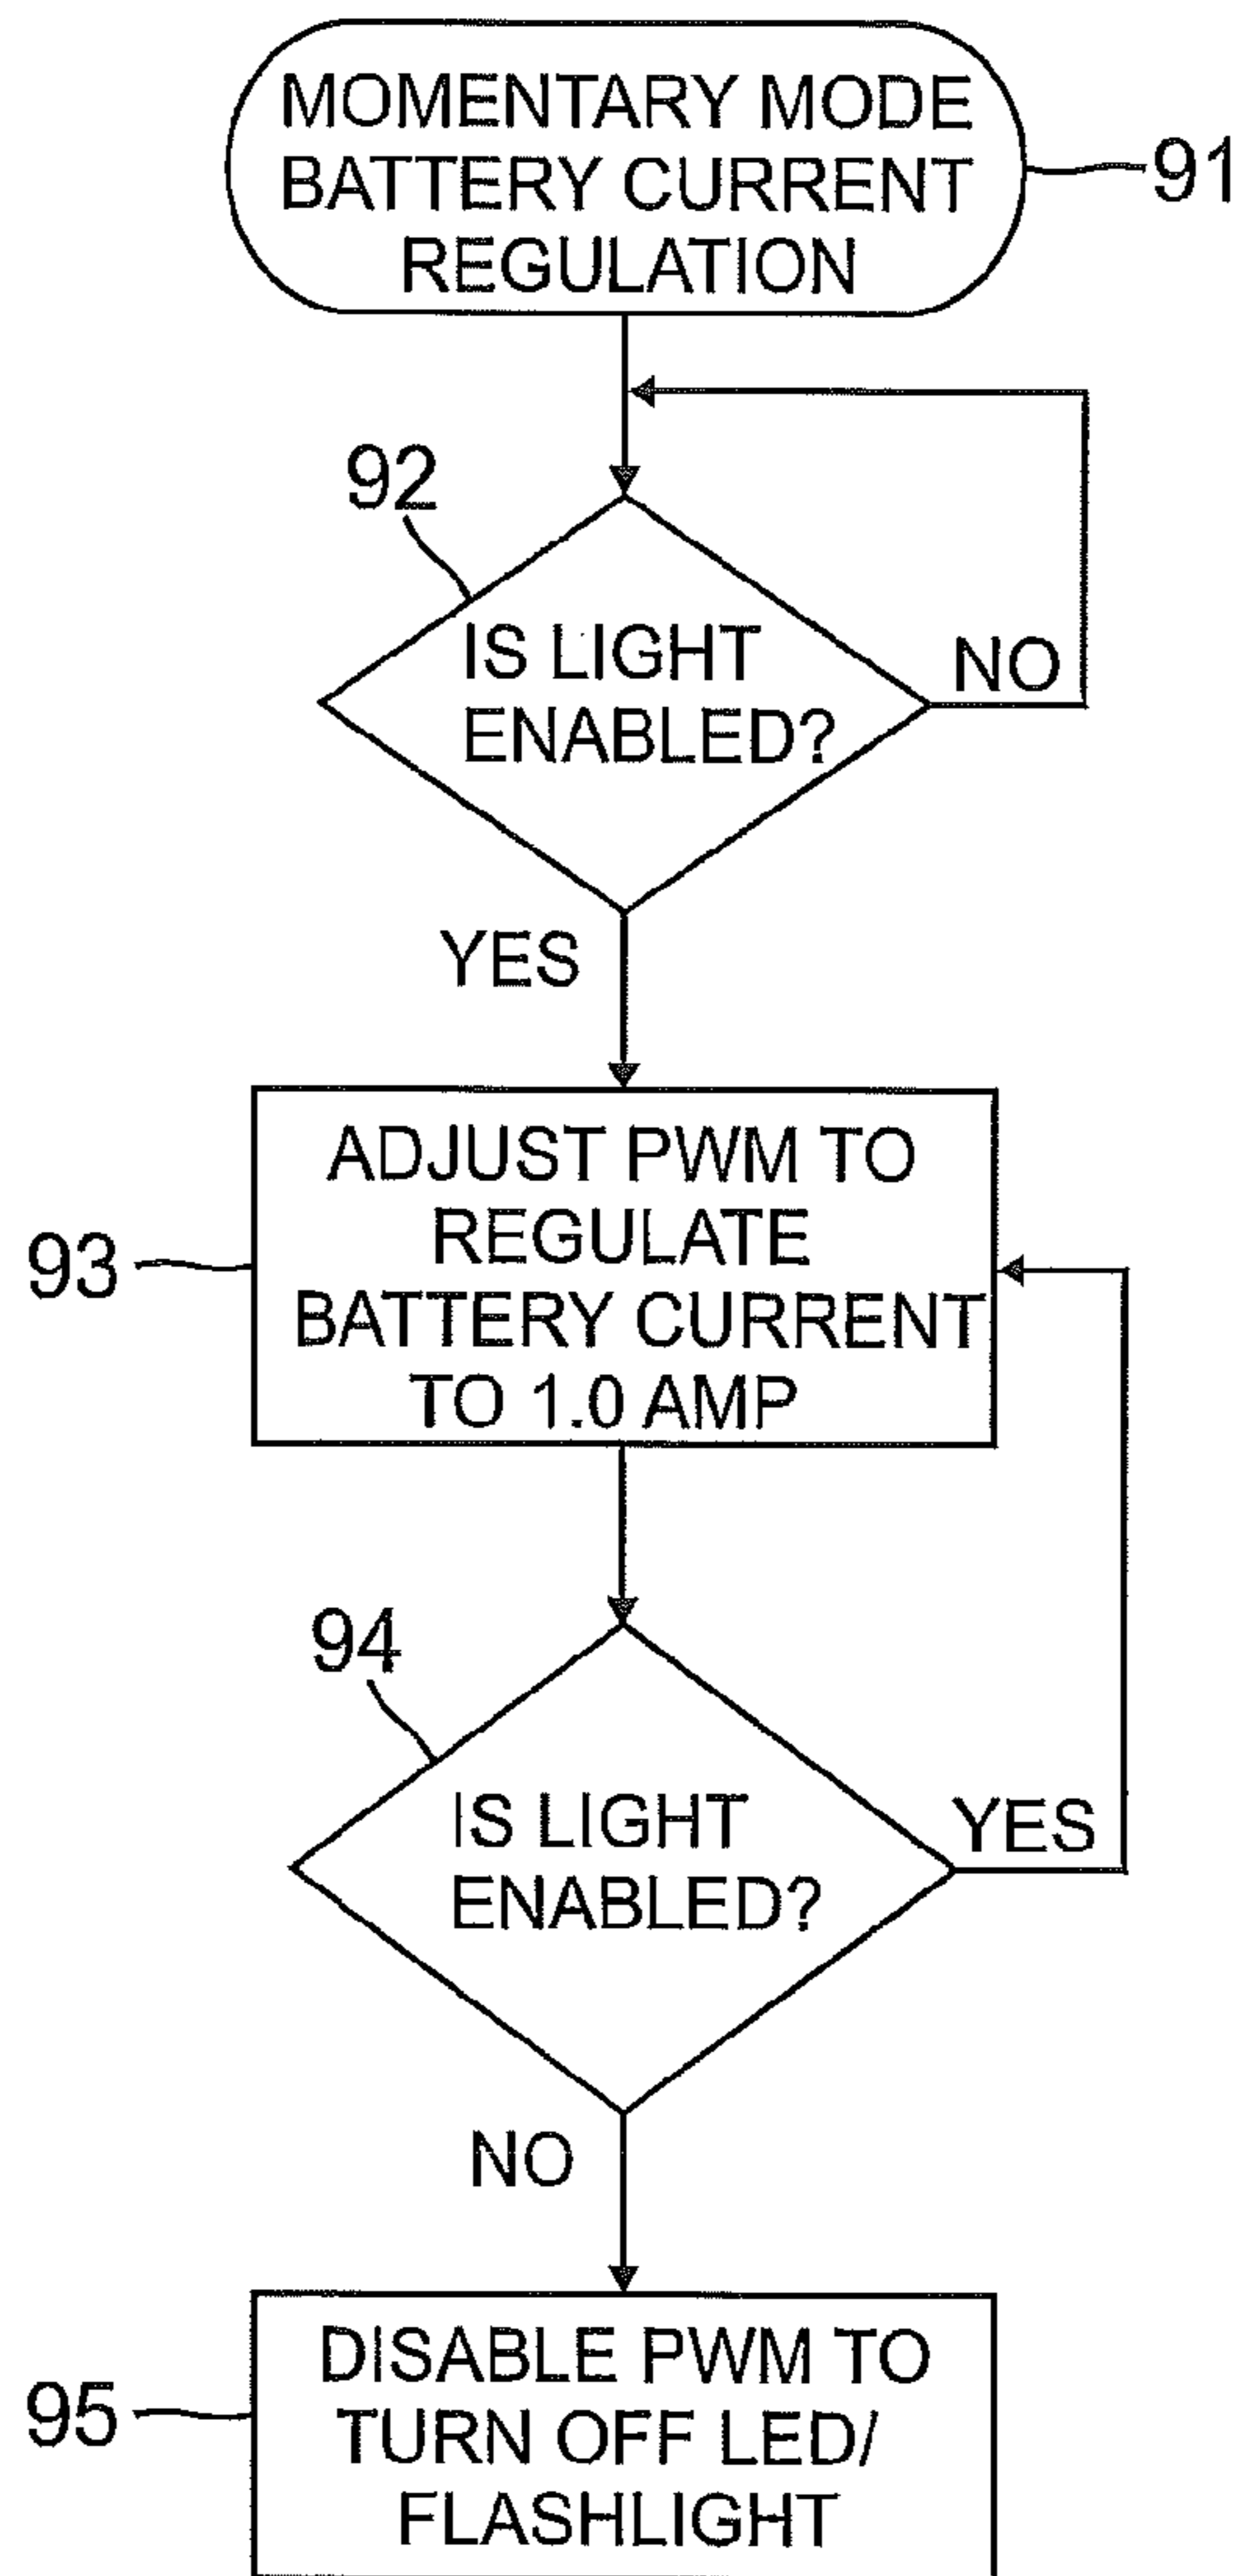 MOMENTARY MODE
BATTERY CURRENT
REGULATION
91
92
IS LIGHT
ENABLED?
NO
YES
93
ADJUST PWM TO
REGULATE
BATTERY CURRENT
TO 1.0 AMP
94
IS LIGHT
ENABLED?
YES
NO
95
DISABLE PWM TO
TURN OFF LED/
FLASHLIGHT